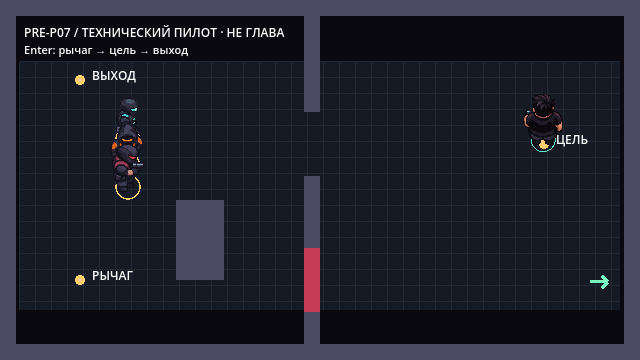 PRE-P07 / ТЕХНИЧЕСКИЙ ПИЛОТ · НЕ ГЛАВА
Enter: рычаг → цель → выход
ВЫХОД
ЦЕЛЬ
РЫЧАГ